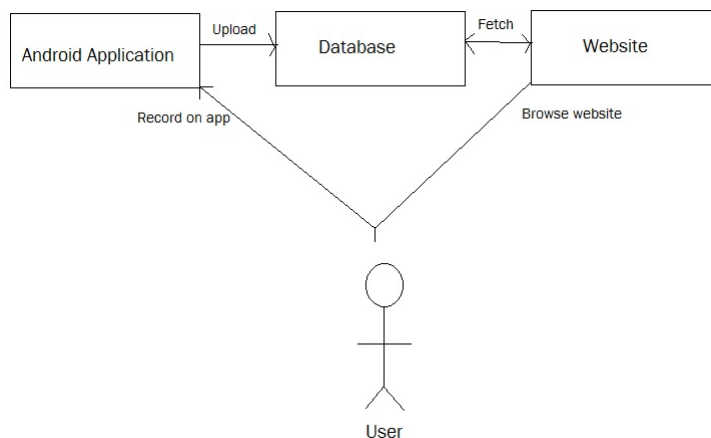 Upload
Fetch
Android Application
Database
Website
Record on app
Browse website
User